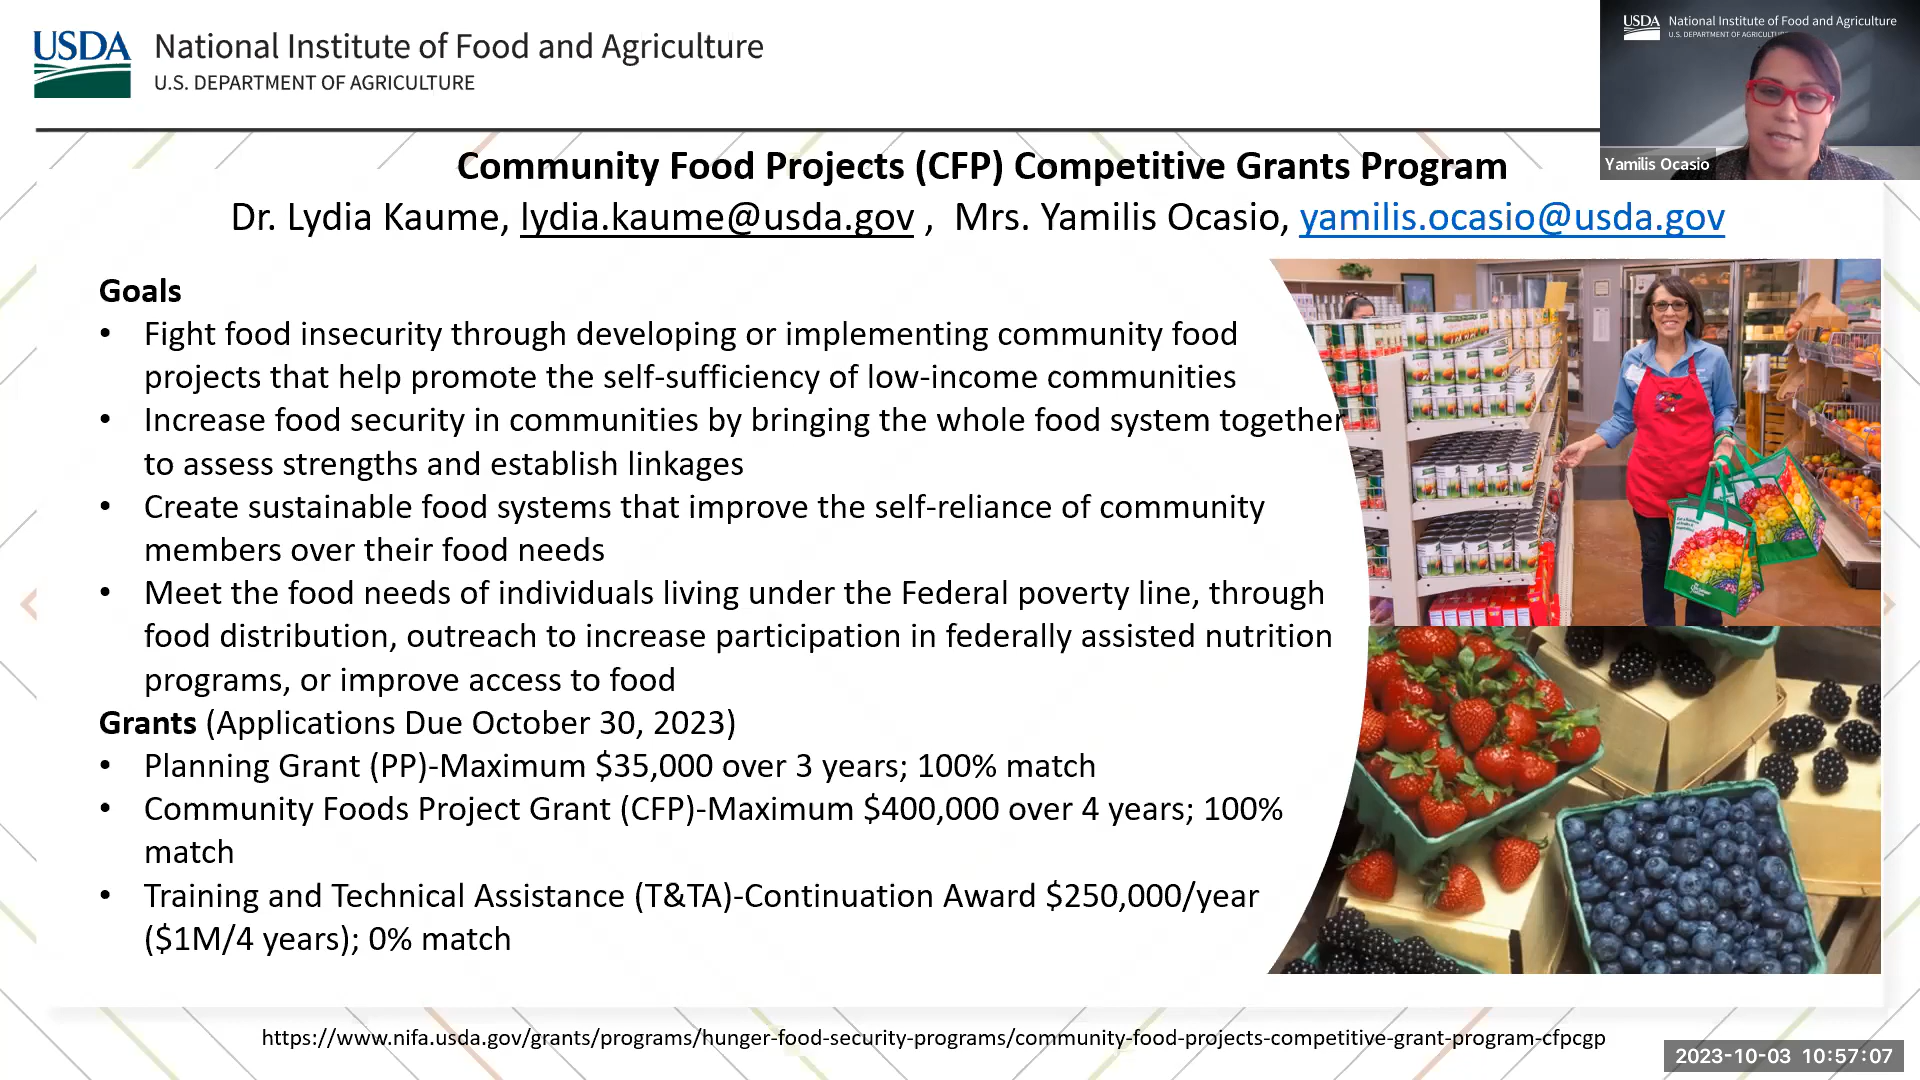 USDA National Institute of Food and Agriculture
U.S. DEPARTMENT OF AGRICULTURE
USDA National Institute of Food and Agriculture
Yamilis Ocasio
Community Food Projects (CFP) Competitive Grants Program
Dr. Lydia Kaume, lydia.kaume@usda.gov , Mrs. Yamilis Ocasio, yamilis.ocasio@usda.gov
Goals
• Fight food insecurity through developing or implementing community food
projects that help promote the self-sufficiency of low-income communities
• Increase food security in communities by bringing the whole food system together
to assess strengths and establish linkages
• Create sustainable food systems that improve the self-reliance of community
members over their food needs
• Meet the food needs of individuals living under the Federal poverty line, through
food distribution, outreach to increase participation in federally assisted nutrition
programs, or improve access to food
Grants (Applications Due October 30, 2023)
• Planning Grant (PP)-Maximum $35,000 over 3 years; 100% match
• Community Foods Project Grant (CFP)-Maximum $400,000 over 4 years; 100%
match
• Training and Technical Assistance (T&TA)-Continuation Award $250,000/year
($1M/4 years); 0% match
https://www.nifa.usda.gov/grants/programs/hunger-food-security-programs/community-food-projects-competitive-grant-program-cfpcgp
2023-10-03 10:57:07